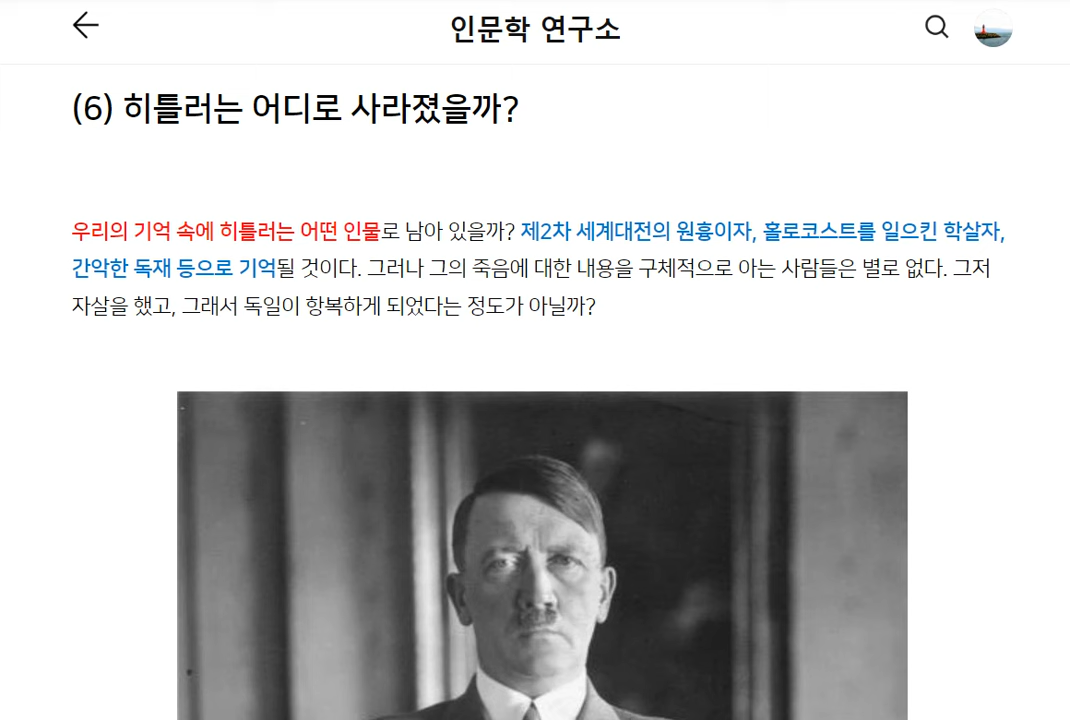 인문학 연구소
(6) 히틀러는 어디로 사라졌을까?
우리의 기억 속에 히틀러는 어떤 인물로 남아 있을까? 제2차 세계대전의 원흉이자, 홀로코스트를 일으킨 학살자,
간악한 독재 등으로 기억될 것이다. 그러나 그의 죽음에 대한 내용을 구체적으로 아는 사람들은 별로 없다. 그저
자살을 했고, 그래서 독일이 항복하게 되었다는 정도가 아닐까?